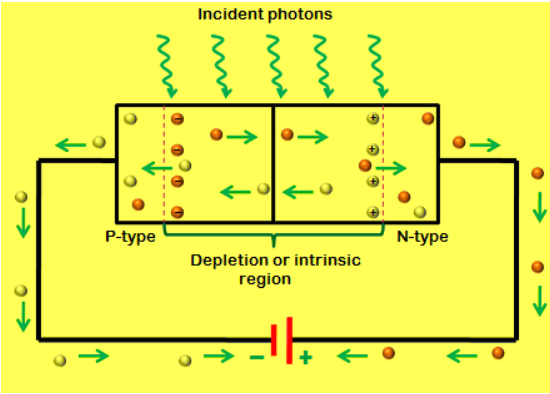 Incident photons
P-type
N-type
Depletion or intrinsic
region
- +